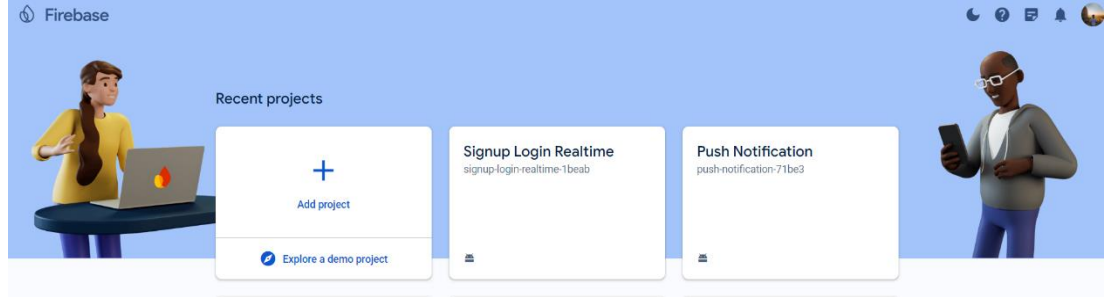 Firebase
Recent projects
Add project
Explore a demo project
Signup Login Realtime
signup-login-realtime-1beab
Push Notification
push-notification-71be3